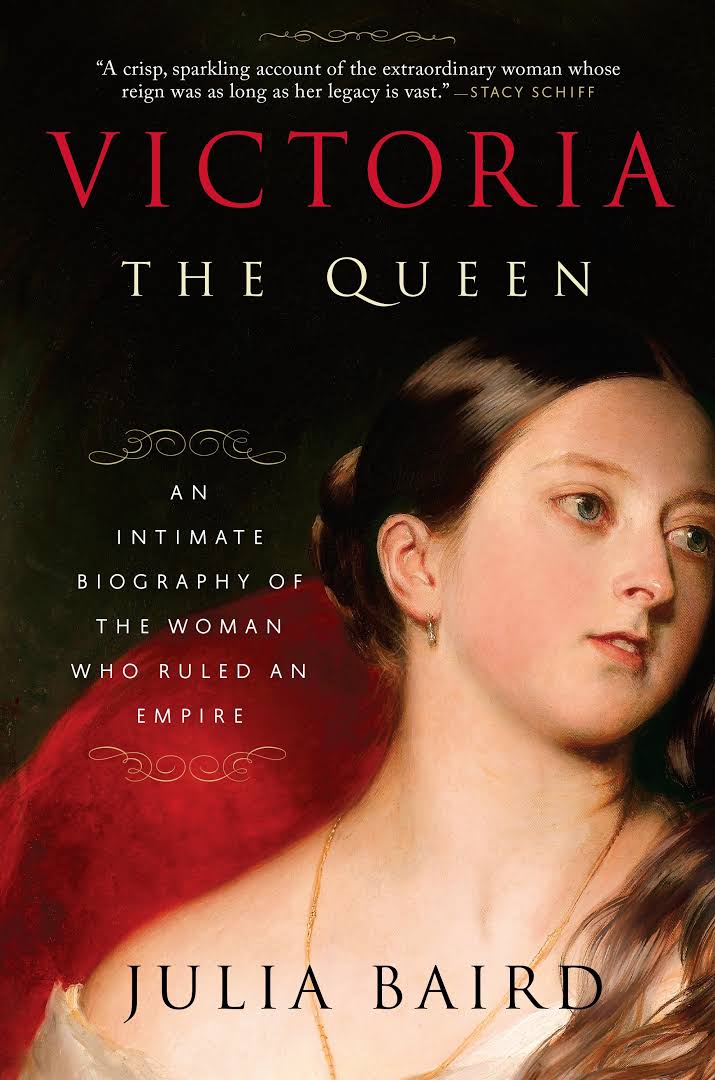 “A crisp, sparkling account of the extraordinary woman whose
reign was as long as her legacy is vast.” —STACY SCHIFF
VICTORIA
THE QUEEN
AN
INTIMATE
BIOGRAPHY OF
THE WOMAN
WHO RULED AN
EMPIRE
JULIA BAIRD